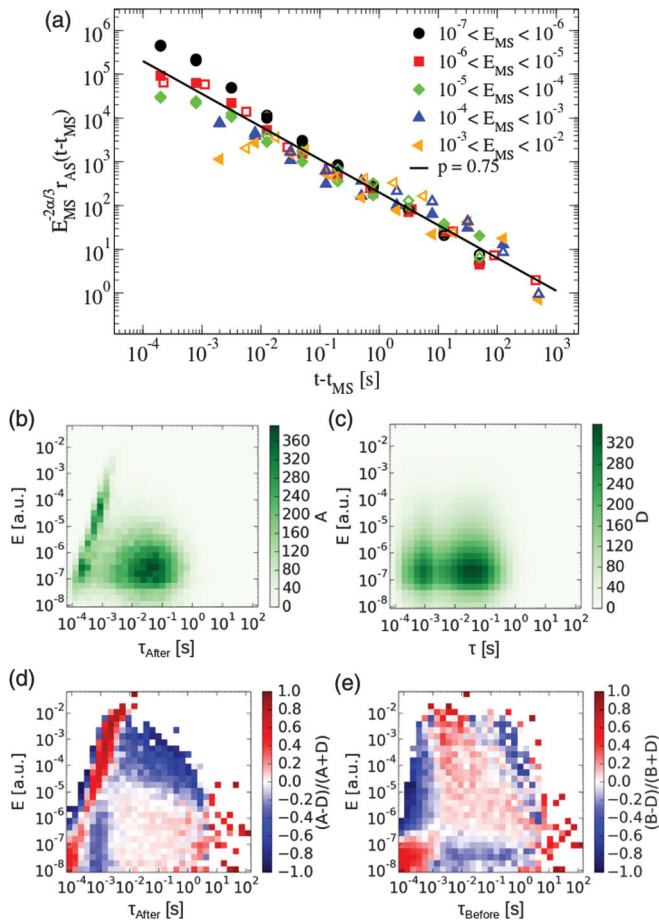 (a)
E_MS^{-2α/3} r_AS(t-t_MS)
10^6
10^5
10^4
10^3
10^2
10^1
10^0
10^-7 < E_MS < 10^-6
10^-6 < E_MS < 10^-5
10^-5 < E_MS < 10^-4
10^-4 < E_MS < 10^-3
10^-3 < E_MS < 10^-2
p = 0.75
10^-4 10^-3 10^-2 10^-1 10^0 10^1 10^2 10^3
t-t_MS [s]
(b)
E [a.u.]
10^-2
10^-3
10^-4
10^-5
10^-6
10^-7
10^-8
10^-4 10^-3 10^-2 10^-1 10^0 10^1 10^2
τ_After [s]
360
320
280
240
200
160
120
80
40
0
A
(c)
E [a.u.]
10^-2
10^-3
10^-4
10^-5
10^-6
10^-7
10^-8
10^-4 10^-3 10^-2 10^-1 10^0 10^1 10^2
τ [s]
320
280
240
200
160
120
80
40
0
D
(d)
E [a.u.]
10^-2
10^-3
10^-4
10^-5
10^-6
10^-7
10^-8
10^-4 10^-3 10^-2 10^-1 10^0 10^1 10^2
τ_After [s]
1.0
0.8
0.6
0.4
0.2
0.0
−0.2
−0.4
−0.6
−0.8
−1.0
(A-D)/(A+D)
(e)
E [a.u.]
10^-2
10^-3
10^-4
10^-5
10^-6
10^-7
10^-8
10^-4 10^-3 10^-2 10^-1 10^0 10^1 10^2
τ_Before [s]
1.0
0.8
0.6
0.4
0.2
0.0
−0.2
−0.4
−0.6
−0.8
−1.0
(B-D)/(B+D)